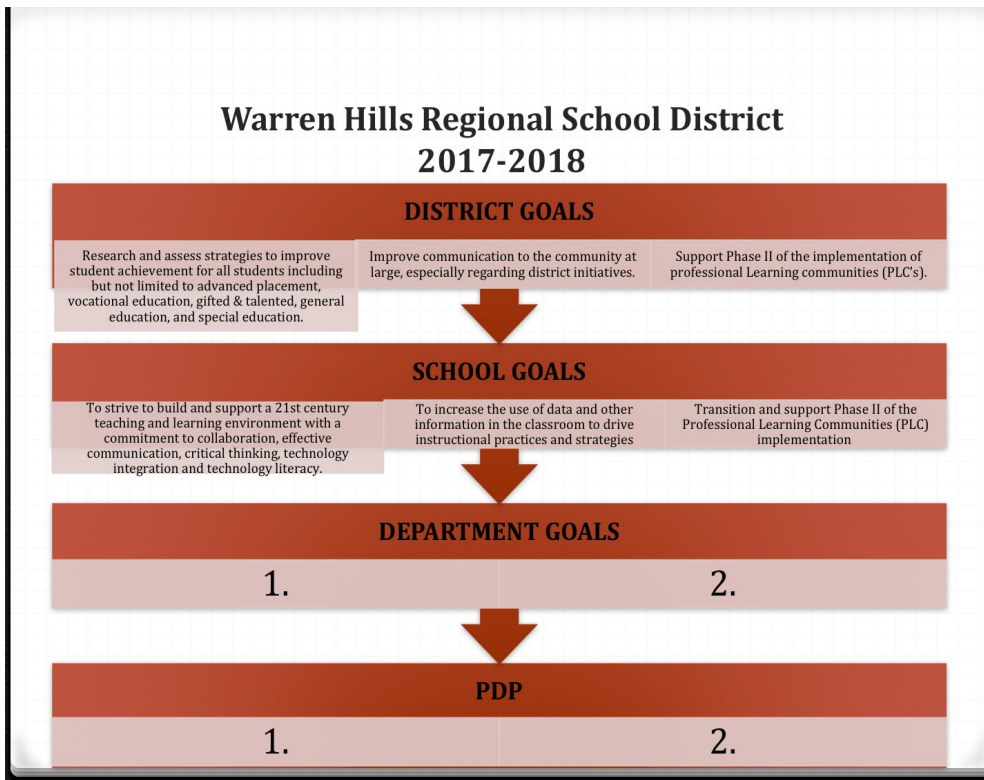 Warren Hills Regional School District
2017-2018
DISTRICT GOALS
Research and assess strategies to improve
student achievement for all students including
but not limited to advanced placement,
vocational education, gifted & talented, general
education, and special education.
Improve communication to the community at
large, especially regarding district initiatives.
Support Phase II of the implementation of
professional Learning communities (PLC's).
SCHOOL GOALS
To strive to build and support a 21st century
teaching and learning environment with a
commitment to collaboration, effective
communication, critical thinking, technology
integration and technology literacy.
To increase the use of data and other
information in the classroom to drive
instructional practices and strategies
Transition and support Phase II of the
Professional Learning Communities (PLC)
implementation
DEPARTMENT GOALS
1.
2.
PDP
1.
2.